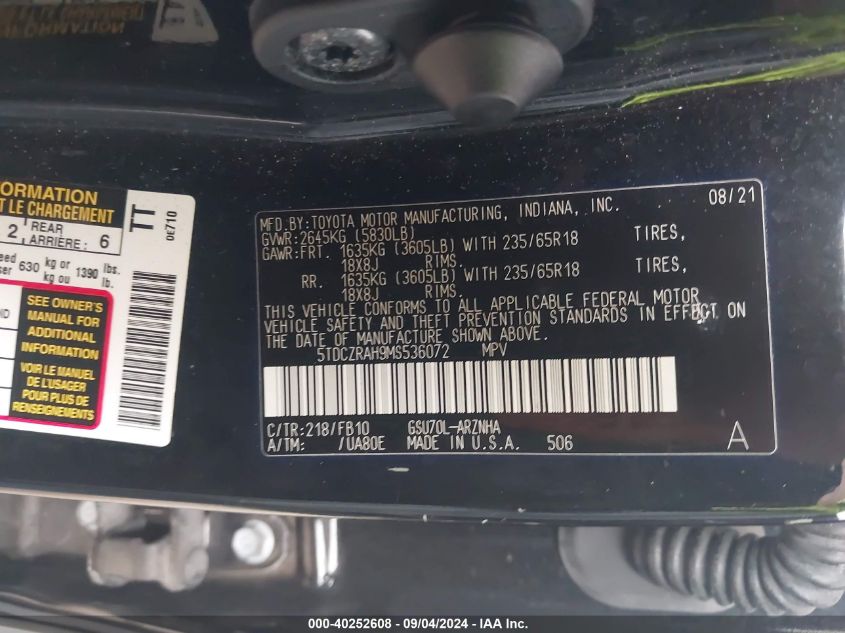 TT
ORMATION
T LE CHARGEMENT
TT
0E710
2 REAR ARRIÈRE: 6
630 kg or kg ou 1390 lbs. lb.
SEE OWNER'S
MANUAL FOR
ADDITIONAL
INFORMATION
VOIR LE MANUEL
DE L'USAGER
POUR PLUS DE
RENSEIGNEMENTS
08/21
MFD.BY:TOYOTA MOTOR MANUFACTURING, INDIANA, INC.
GVWR:2645KG (5830LB)
GAWR:FRT. 1635KG (3605LB) WITH 235/65R18 TIRES,
18X8J RIMS.
RR. 1635KG (3605LB) WITH 235/65R18 TIRES,
18X8J RIMS.
THIS VEHICLE CONFORMS TO ALL APPLICABLE FEDERAL MOTOR
VEHICLE SAFETY AND THEFT PREVENTION STANDARDS IN EFFECT ON
THE DATE OF MANUFACTURE SHOWN ABOVE.
5TDCZRAH9MS536072 MPV
C/TR:218/FB10 GSU70L-ARZNHA
A/TM: /UA80E MADE IN U.S.A. 506
A
000-40252608 - 09/04/2024 - IAA Inc.